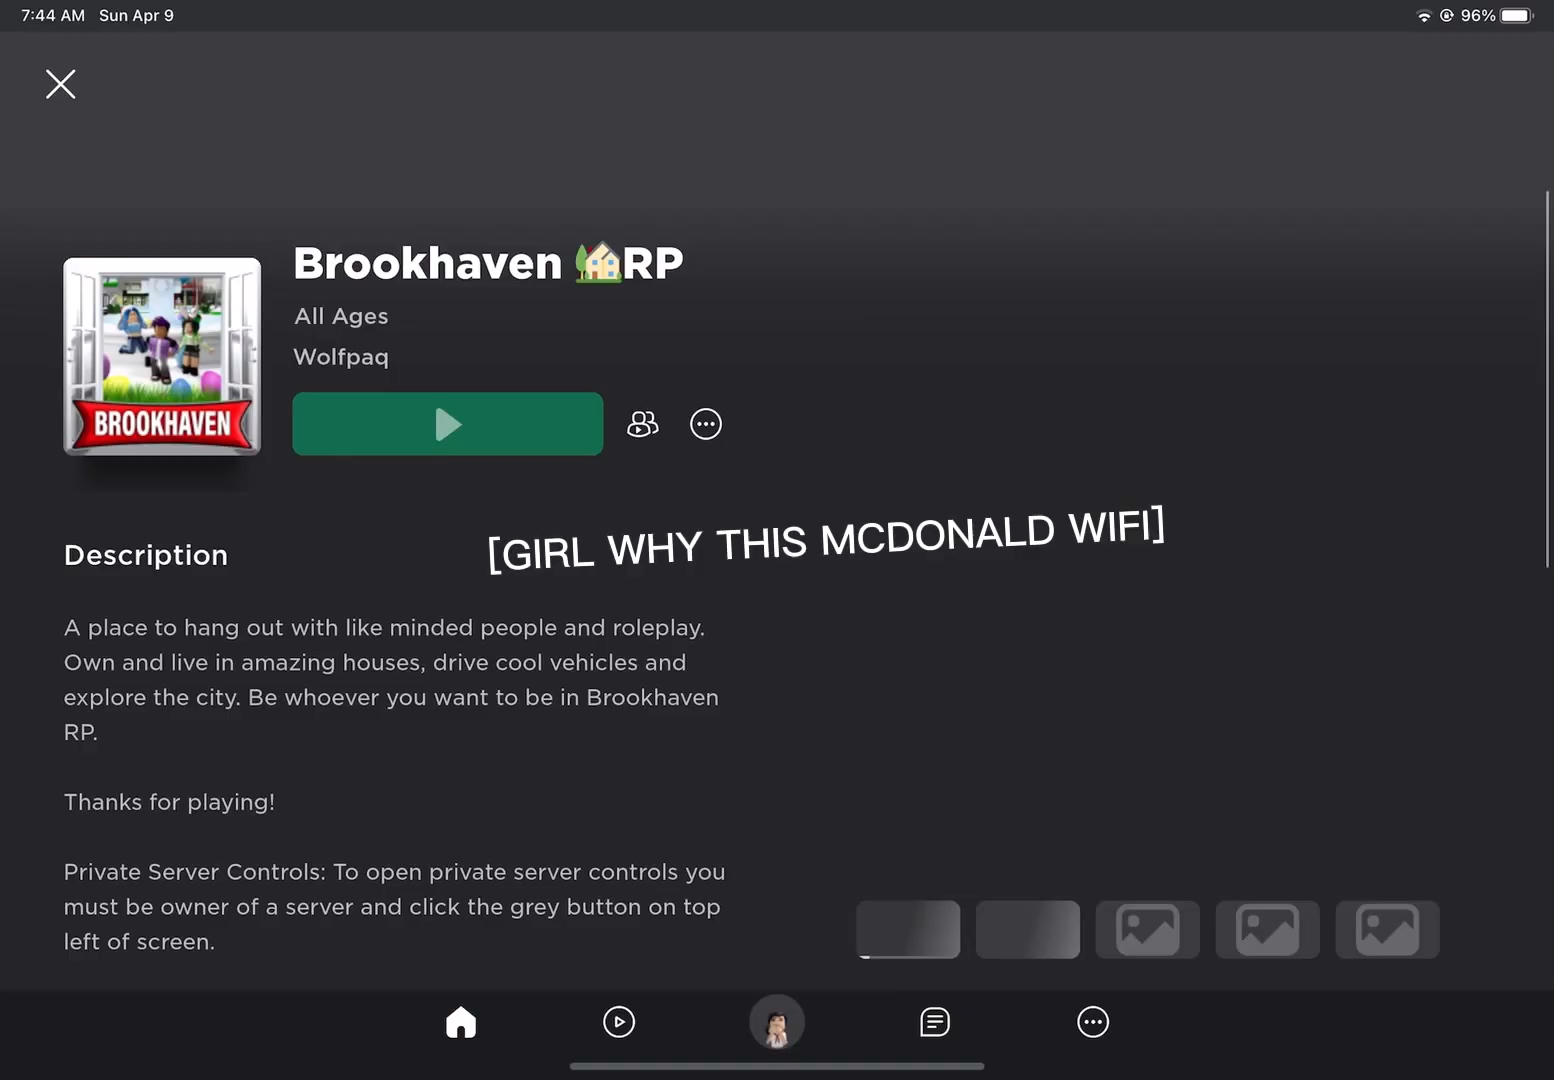 7:44 AM Sun Apr 9
96%
Brookhaven 🏡RP
All Ages
Wolfpaq
BROOKHAVEN
[GIRL WHY THIS MCDONALD WIFI]
Description
A place to hang out with like minded people and roleplay.
Own and live in amazing houses, drive cool vehicles and
explore the city. Be whoever you want to be in Brookhaven
RP.
Thanks for playing!
Private Server Controls: To open private server controls you
must be owner of a server and click the grey button on top
left of screen.